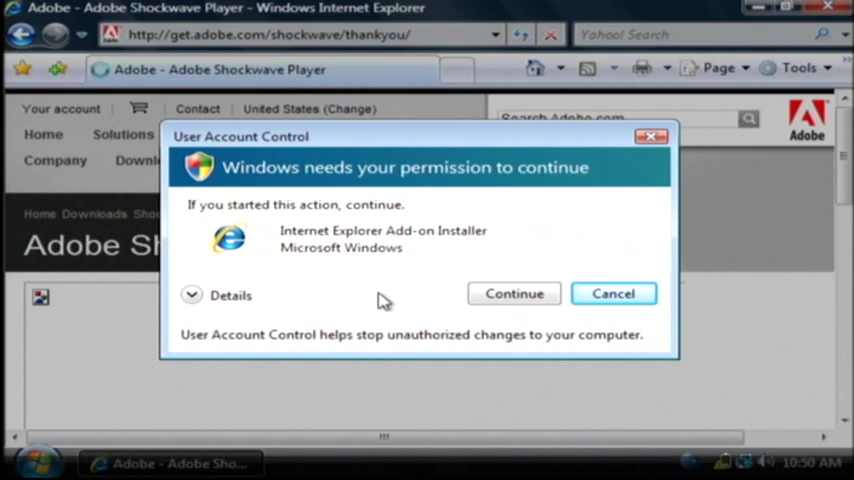 Adobe - Adobe Shockwave Player - Windows Internet Explorer
http://get.adobe.com/shockwave/thankyou/
Yahoo! Search
Adobe - Adobe Shockwave Player
Page
Tools
Your account
Contact
United States (Change)
Search Adobe.com
Home
Solutions
Company
Adobe
User Account Control
Windows needs your permission to continue
If you started this action, continue.
Internet Explorer Add-on Installer
Microsoft Windows
Details
Continue
Cancel
User Account Control helps stop unauthorized changes to your computer.
Home Downloads
Adobe
Adobe - Adobe Sho...
10:50 AM